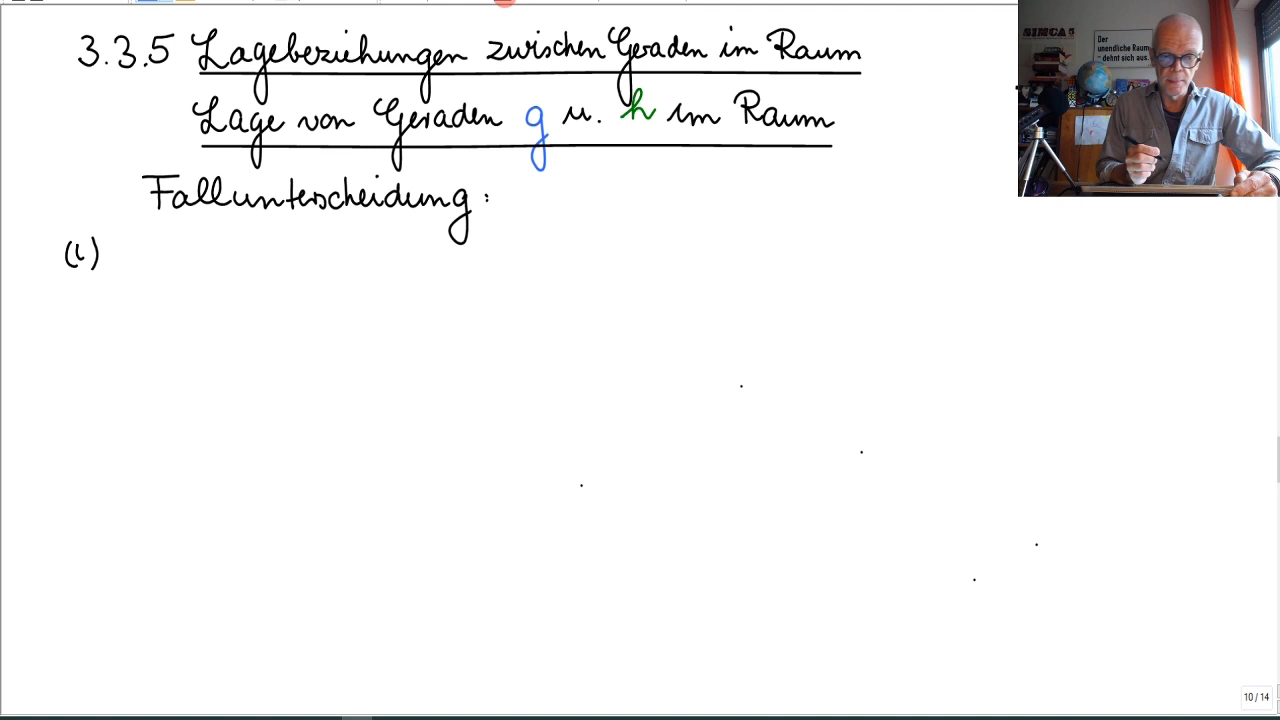 3.3.5 Lagebeziehungen zwischen Geraden im Raum
Lage von Geraden g u. h im Raum
Fallunterscheidung:
(i)
SIMCA
Der
unendliche Raum
dehnt sich aus.
10 / 14